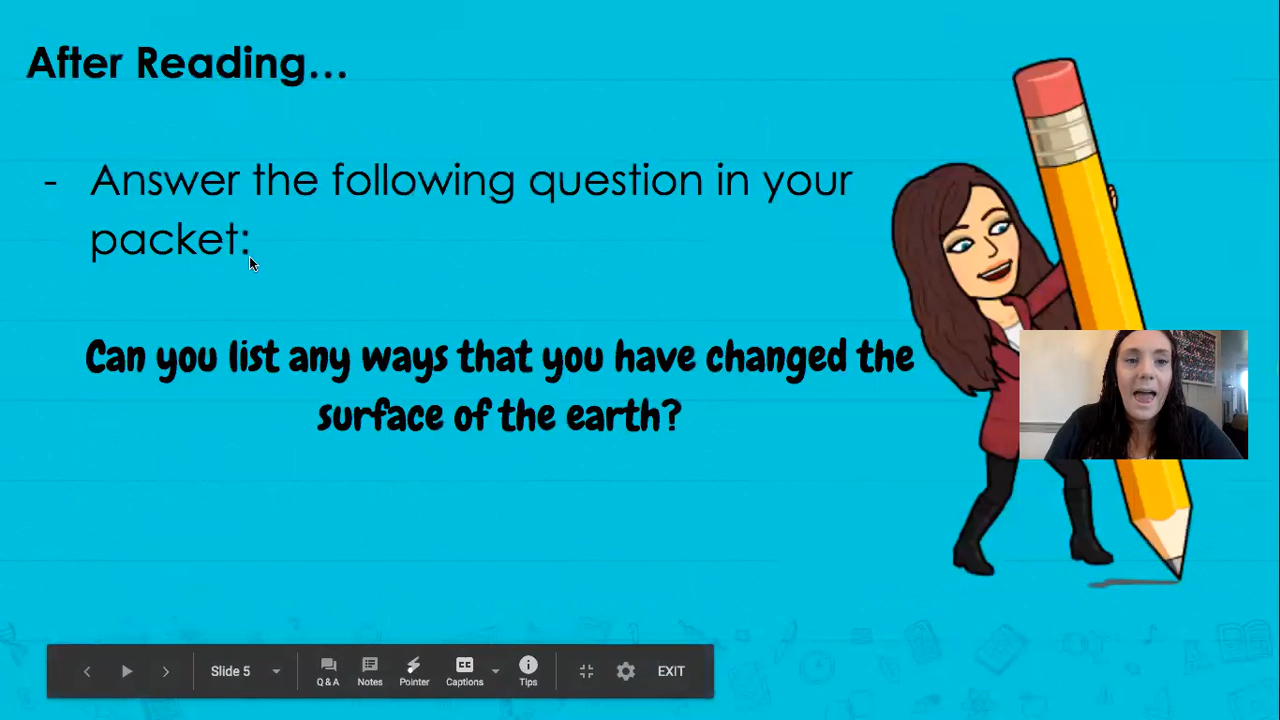 After Reading...
- Answer the following question in your
packet:
Can you list any ways that you have changed the
surface of the earth?
Slide 5
Q & A
Notes
Pointer
CC
Captions
Tips
EXIT